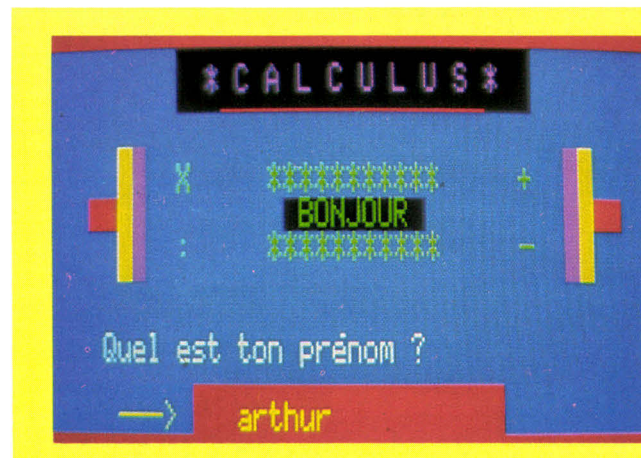 *CALCULUS*
X ********** +
BONJOUR
: ********** -
Quel est ton prénom ?
—> arthur